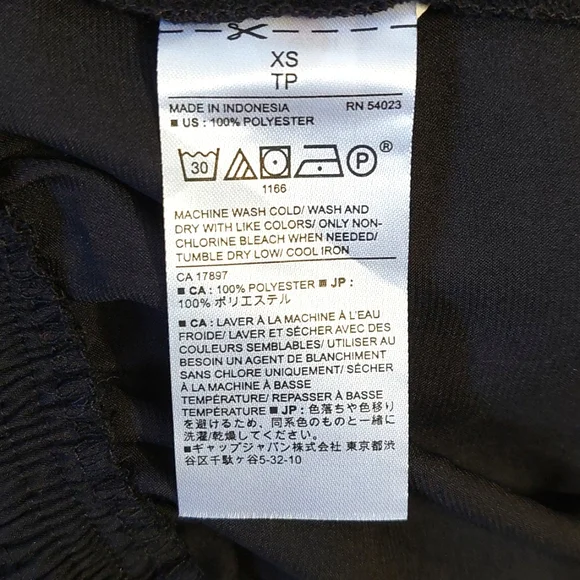 XS
TP
MADE IN INDONESIA RN 54023
■ US : 100% POLYESTER
30 P ®
1166
MACHINE WASH COLD/ WASH AND
DRY WITH LIKE COLORS/ ONLY NON-
CHLORINE BLEACH WHEN NEEDED/
TUMBLE DRY LOW/ COOL IRON
CA 17897
■ CA : 100% POLYESTER ■ JP :
100% ポリエステル
■ CA : LAVER À LA MACHINE À L'EAU
FROIDE/ LAVER ET SÉCHER AVEC DES
COULEURS SEMBLABLES/ UTILISER AU
BESOIN UN AGENT DE BLANCHIMENT
SANS CHLORE UNIQUEMENT/ SÉCHER
À LA MACHINE À BASSE
TEMPÉRATURE/ REPASSER À BASSE
TEMPÉRATURE ■ JP : 色落ちや色移り
を避けるため、同系色のものと一緒に
洗濯/乾燥してください。
■ギャップジャパン株式会社 東京都渋
谷区千駄ヶ谷5-32-10